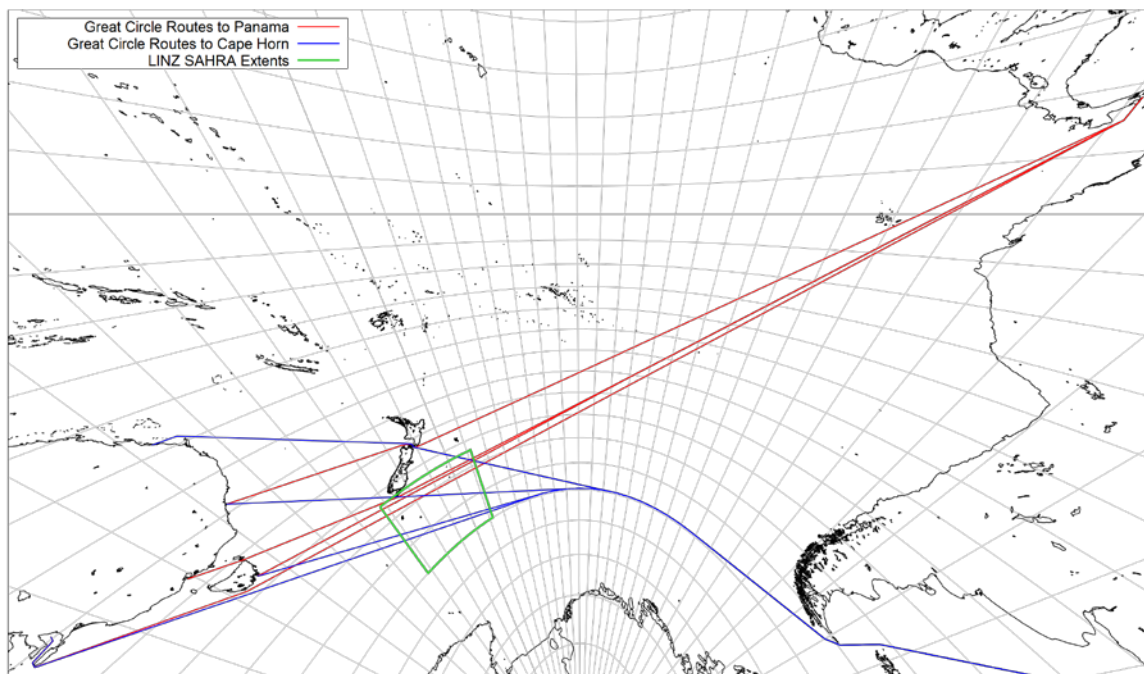 Great Circle Routes to Panama
Great Circle Routes to Cape Horn
LINZ SAHRA Extents